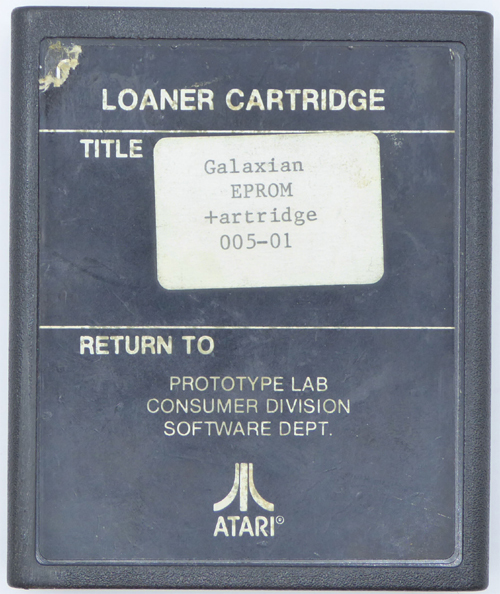 LOANER CARTRIDGE
TITLE
Galaxian
EPROM
+artridge
005-01
RETURN TO
PROTOTYPE LAB
CONSUMER DIVISION
SOFTWARE DEPT.
ATARI®